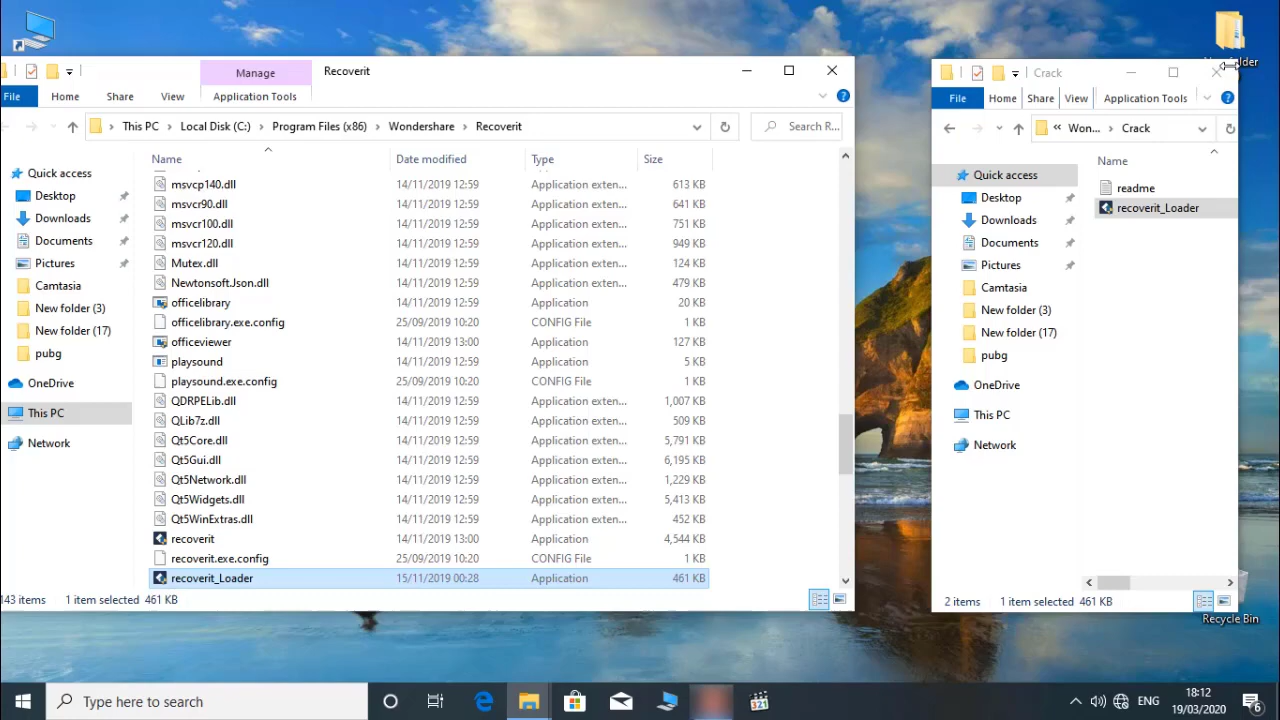 Manage
Recoverit
File
Home
Share
View
Application Tools
This PC
Local Disk (C:)
Program Files (x86)
Wondershare
Recoverit
Search R...
Quick access
Desktop
Downloads
Documents
Pictures
Camtasia
New folder (3)
New folder (17)
pubg
OneDrive
This PC
Network
Name Date modified Type Size
msvcp140.dll 14/11/2019 12:59 Application exten... 613 KB
msvcr90.dll 14/11/2019 12:59 Application exten... 641 KB
msvcr100.dll 14/11/2019 12:59 Application exten... 751 KB
msvcr120.dll 14/11/2019 12:59 Application exten... 949 KB
Mutex.dll 14/11/2019 12:59 Application exten... 124 KB
Newtonsoft.Json.dll 14/11/2019 12:59 Application exten... 479 KB
officelibrary 14/11/2019 12:59 Application 20 KB
officelibrary.exe.config 25/09/2019 10:20 CONFIG File 1 KB
officeviewer 14/11/2019 13:00 Application 127 KB
playsound 14/11/2019 12:59 Application 5 KB
playsound.exe.config 25/09/2019 10:20 CONFIG File 1 KB
QDRPELib.dll 14/11/2019 12:59 Application exten... 1,007 KB
QLib7z.dll 14/11/2019 12:59 Application exten... 509 KB
Qt5Core.dll 14/11/2019 12:59 Application exten... 5,791 KB
Qt5Gui.dll 14/11/2019 12:59 Application exten... 6,195 KB
Qt5Network.dll 14/11/2019 12:59 Application exten... 1,229 KB
Qt5Widgets.dll 14/11/2019 12:59 Application exten... 5,413 KB
Qt5WinExtras.dll 14/11/2019 12:59 Application exten... 452 KB
recoverit 14/11/2019 13:00 Application 4,544 KB
recoverit.exe.config 25/09/2019 10:20 CONFIG File 1 KB
recoverit_Loader 15/11/2019 00:28 Application 461 KB
143 items 1 item selected 461 KB
Crack
File
Home
Share
View
Application Tools
« Won...
Crack
Quick access
Desktop
Downloads
Documents
Pictures
Camtasia
New folder (3)
New folder (17)
pubg
OneDrive
This PC
Network
Name
readme
recoverit_Loader
2 items 1 item selected 461 KB
Recycle Bin
Type here to search
321
ENG
18:12
19/03/2020
6